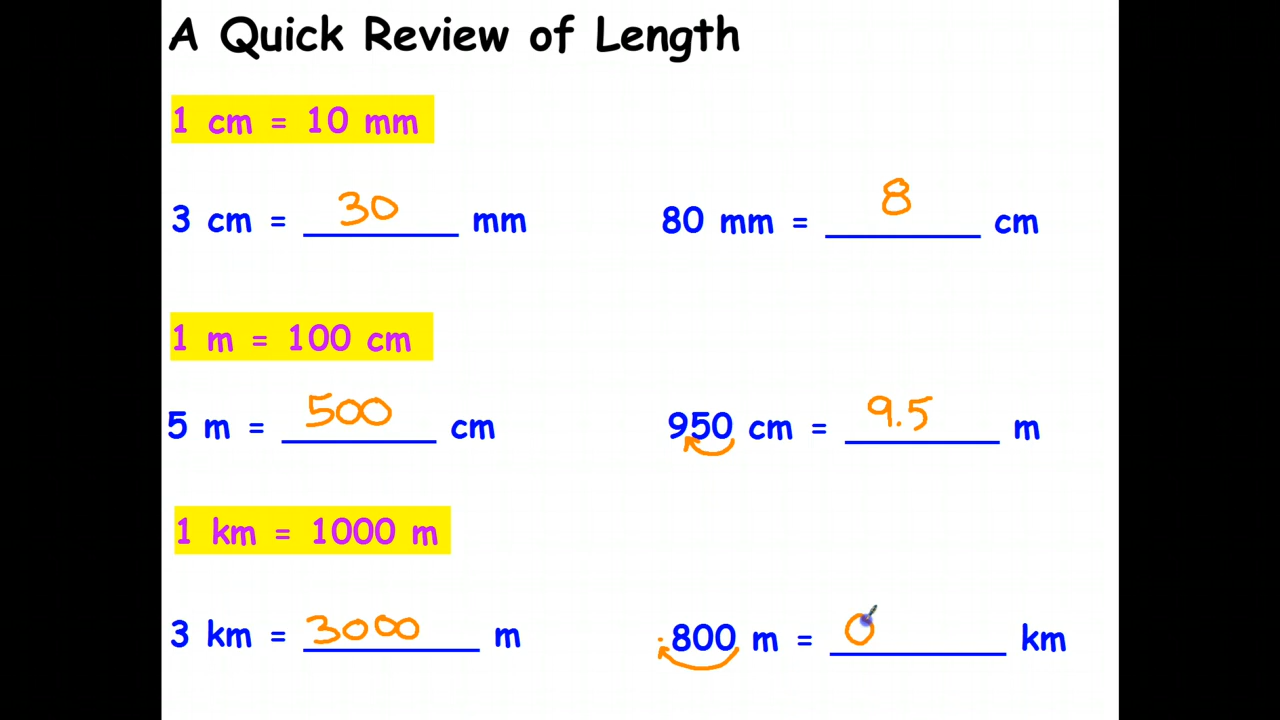 A Quick Review of Length
1 cm = 10 mm
3 cm = 30 mm
80 mm = 8 cm
1 m = 100 cm
5 m = 500 cm
950 cm = 9.5 m
1 km = 1000 m
3 km = 3000 m
.800 m = 0 km